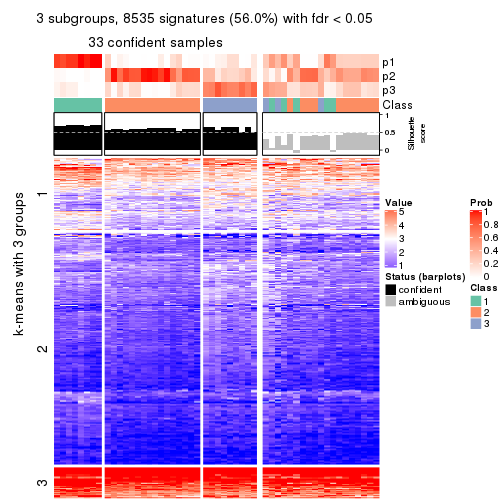 3 subgroups, 8535 signatures (56.0%) with fdr < 0.05
33 confident samples
p1
p2
p3
Class
1
0.5
0
Silhouette
score
k-means with 3 groups
1
2
3
Value
5
4
3
2
1
Status (barplots)
confident
ambiguous
Prob
1
0.8
0.6
0.4
0.2
0
Class
1
2
3